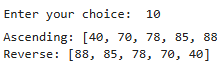 Enter your choice:  10
Ascending: [40, 70, 78, 85, 88
Reverse: [88, 85, 78, 70, 40]